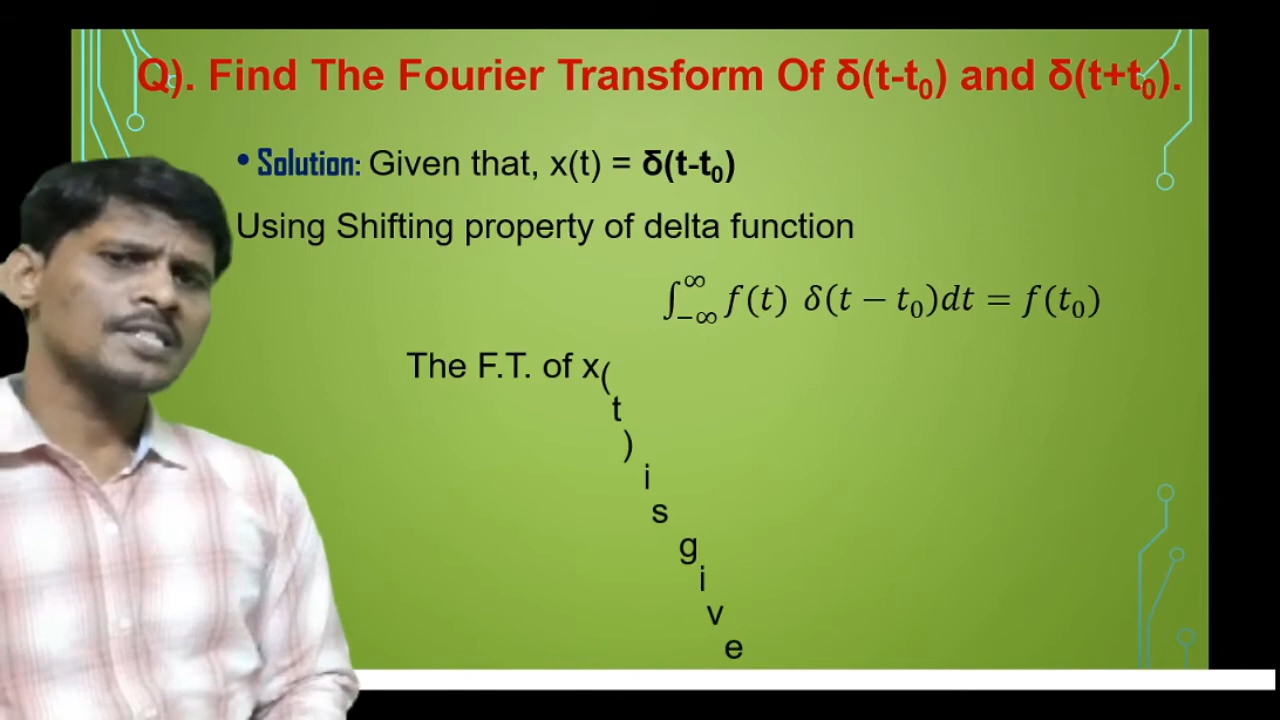 Q). Find The Fourier Transform Of δ(t-t₀) and δ(t+t₀).
• Solution: Given that, x(t) = δ(t-t₀)
Using Shifting property of delta function
∫₋∞^∞ f(t) δ(t − t₀)dt = f(t₀)
The F.T. of x(t) is give